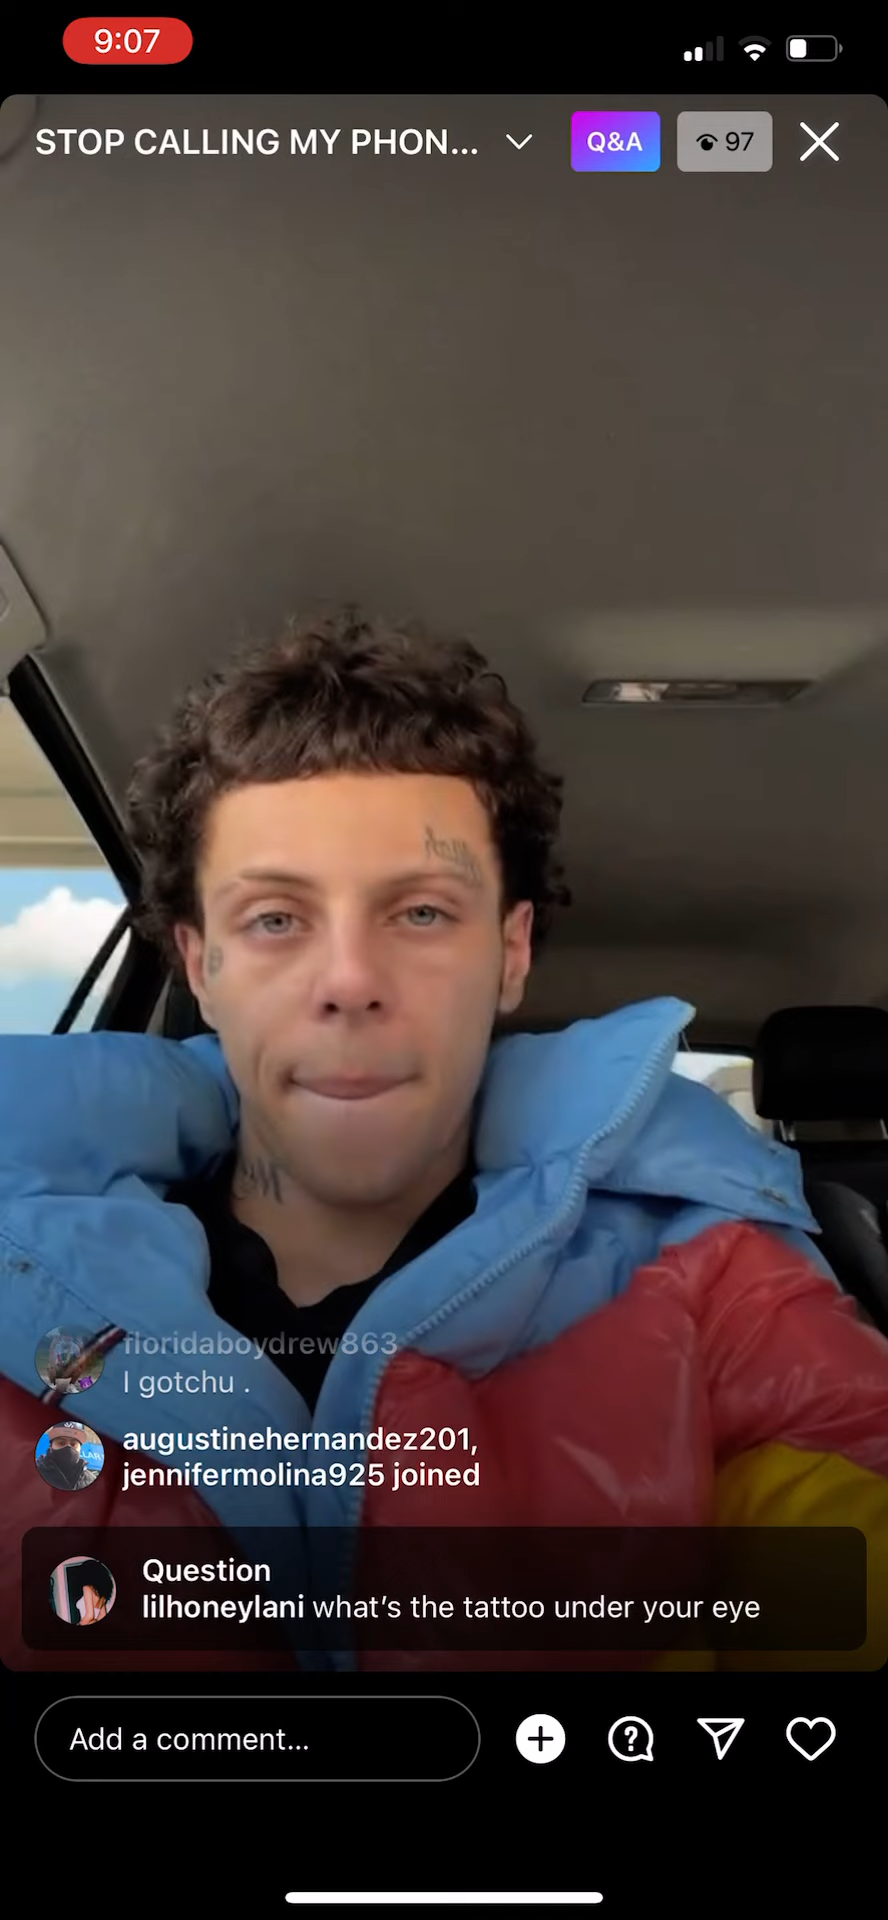 9:07
STOP CALLING MY PHON...
Q&A
97
floridaboydrew863
I gotchu .
augustinehernandez201,
jennifermolina925 joined
Question
lilhoneylani what's the tattoo under your eye
Add a comment...